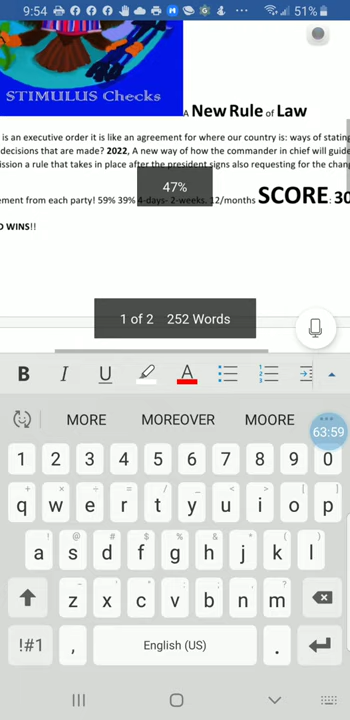 9:54 51%
STIMULUS Checks
A New Rule of Law
is an executive order it is like an agreement for where our country is: ways of stating
decisions that are made? 2022, A new way of how the commander in chief will guide
ission a rule that takes in place after the president signs also requesting for the chan
47%
ement from each party! 59% 39% 4-days- 2-weeks. 12/months SCORE: 30
D WINS!!
1 of 2 252 Words
B I U A
MORE MOREOVER MOORE
63:59
1 2 3 4 5 6 7 8 9 0
q w e r t y u i o p
a s d f g h j k l
z x c v b n m
!#1 , English (US) .